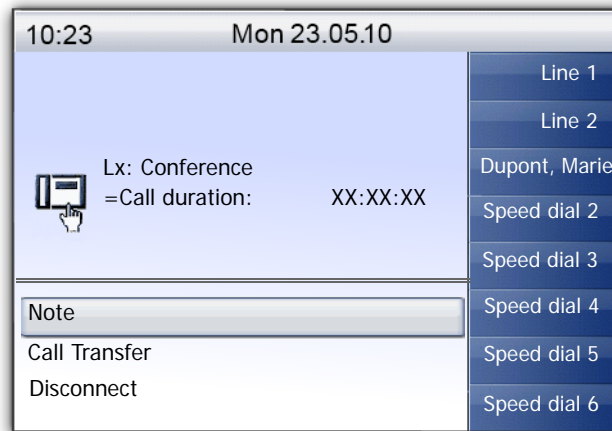 10:23 Mon 23.05.10
Line 1
Line 2
Lx: Conference
Dupont, Marie
=Call duration: XX:XX:XX
Speed dial 2
Speed dial 3
Note
Speed dial 4
Call Transfer
Speed dial 5
Disconnect
Speed dial 6